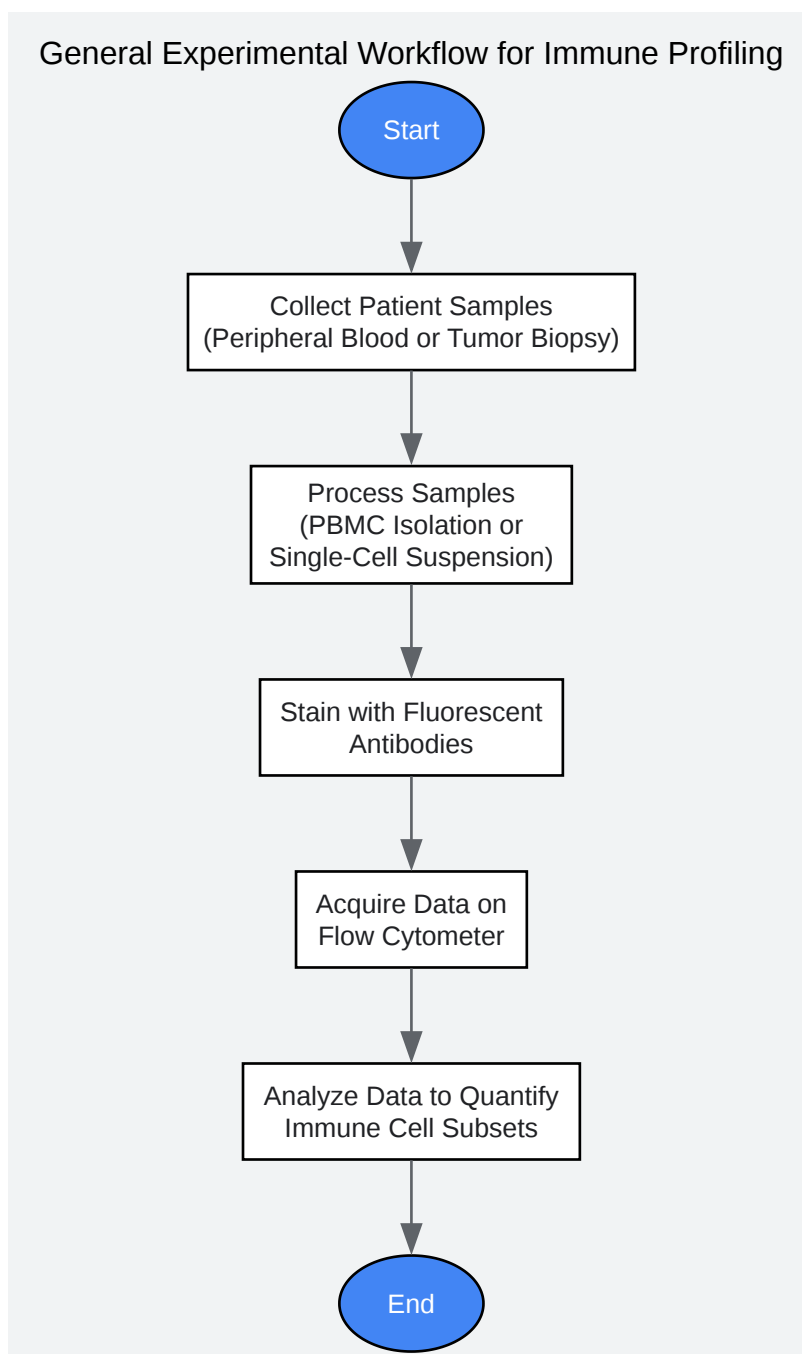 General Experimental Workflow for Immune Profiling
Start
Collect Patient Samples
(Peripheral Blood or Tumor Biopsy)
Process Samples
(PBMC Isolation or
Single-Cell Suspension)
Stain with Fluorescent
Antibodies
Acquire Data on
Flow Cytometer
Analyze Data to Quantify
Immune Cell Subsets
End